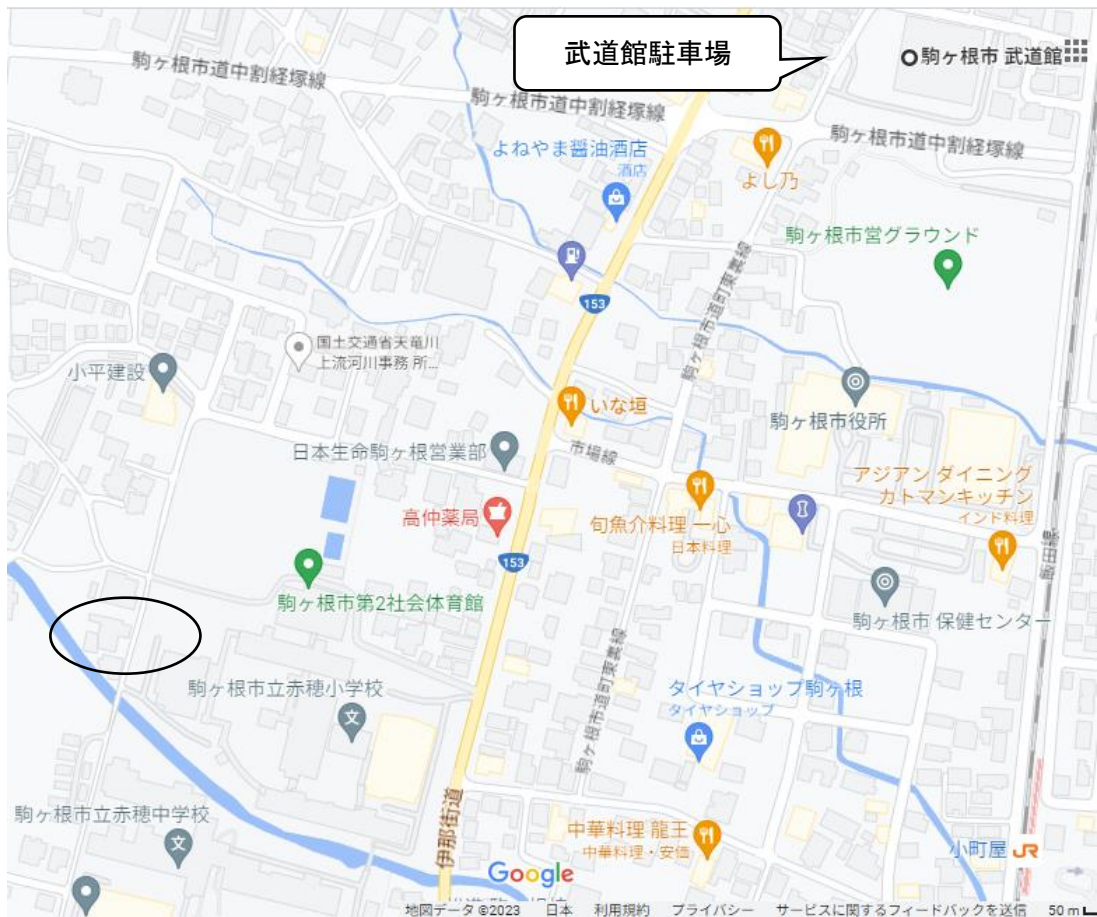 武道館駐車場
駒ヶ根市 武道館
駒ヶ根市道中割経塚線
駒ヶ根市道中割経塚線
駒ヶ根市道中割経塚線
よねやま醤油酒店
酒店
よし乃
駒ヶ根市営グラウンド
153
駒ヶ根市道町東裏線
国土交通省天竜川
上流河川事務所...
小平建設
いな垣
駒ヶ根市役所
日本生命駒ヶ根営業部
市場線
アジアン ダイニング
カトマンキッチン
インド料理
高仲薬局
旬魚介料理 一心
日本料理
飯田線
153
駒ヶ根市第2社会体育館
駒ヶ根市 保健センター
駒ヶ根市道町東裏線
駒ヶ根市立赤穂小学校
文
タイヤショップ駒ヶ根
タイヤショップ
駒ヶ根市立赤穂中学校
文
伊那街道
中華料理 龍王
中華料理・安価
小町屋 JR
Google
地図データ ©2023 日本 利用規約 プライバシー サービスに関するフィードバックを送信 50 m